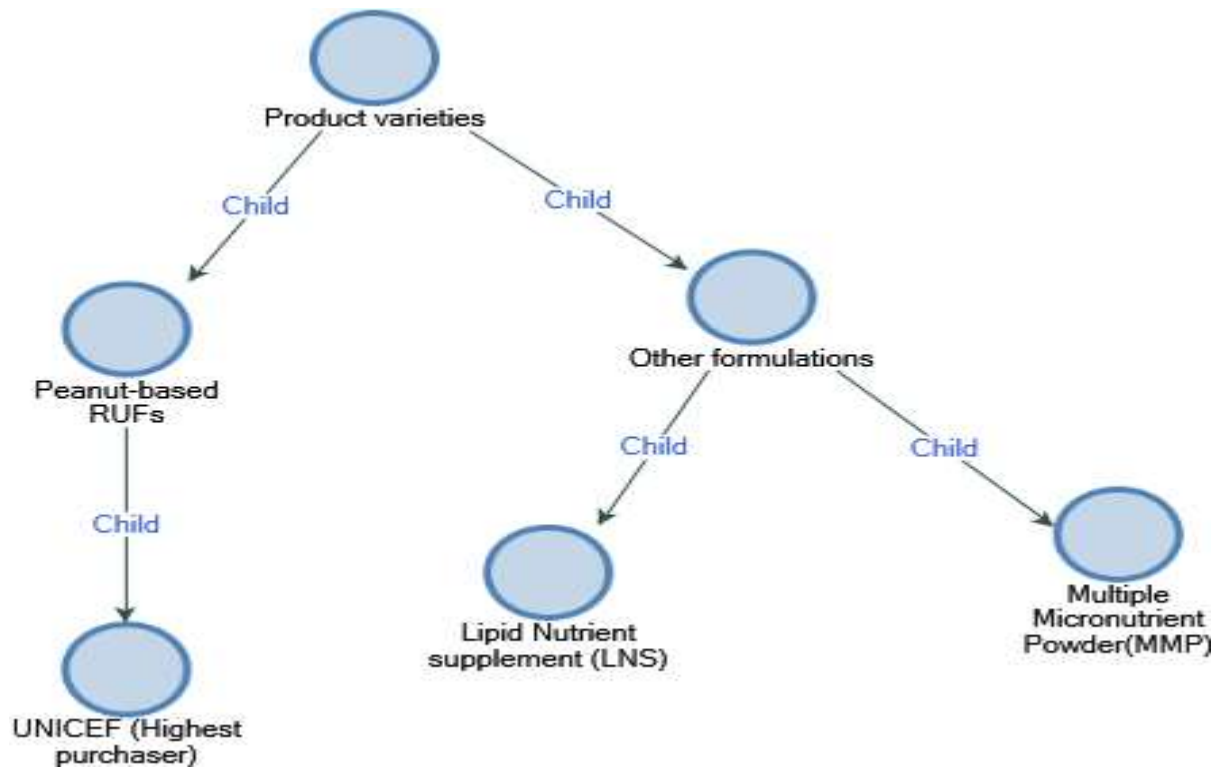 Product varieties
Child
Child
Peanut-based
RUFs
Other formulations
Child
Child
Child
Lipid Nutrient
supplement (LNS)
Multiple
Micronutrient
Powder(MMP)
UNICEF (Highest
purchaser)